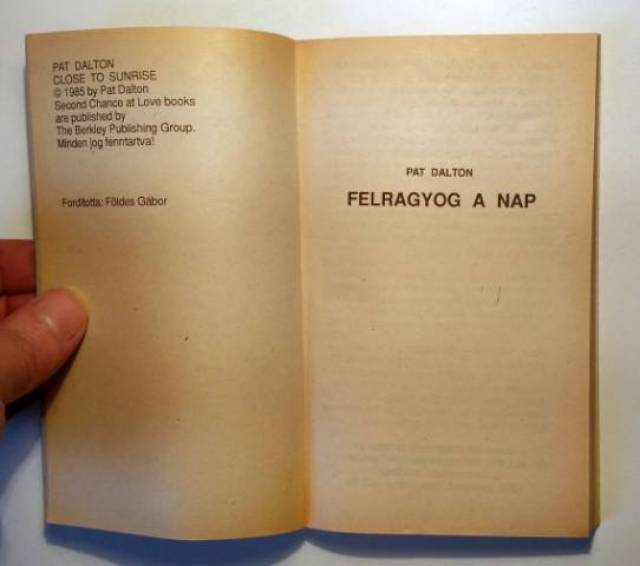 PAT DALTON
CLOSE TO SUNRISE
© 1985 by Pat Dalton
Second Chance at Love books
are published by
The Berkley Publishing Group.
Minden jog fenntartva!
Fordította: Földes Gábor
PAT DALTON
FELRAGYOG A NAP